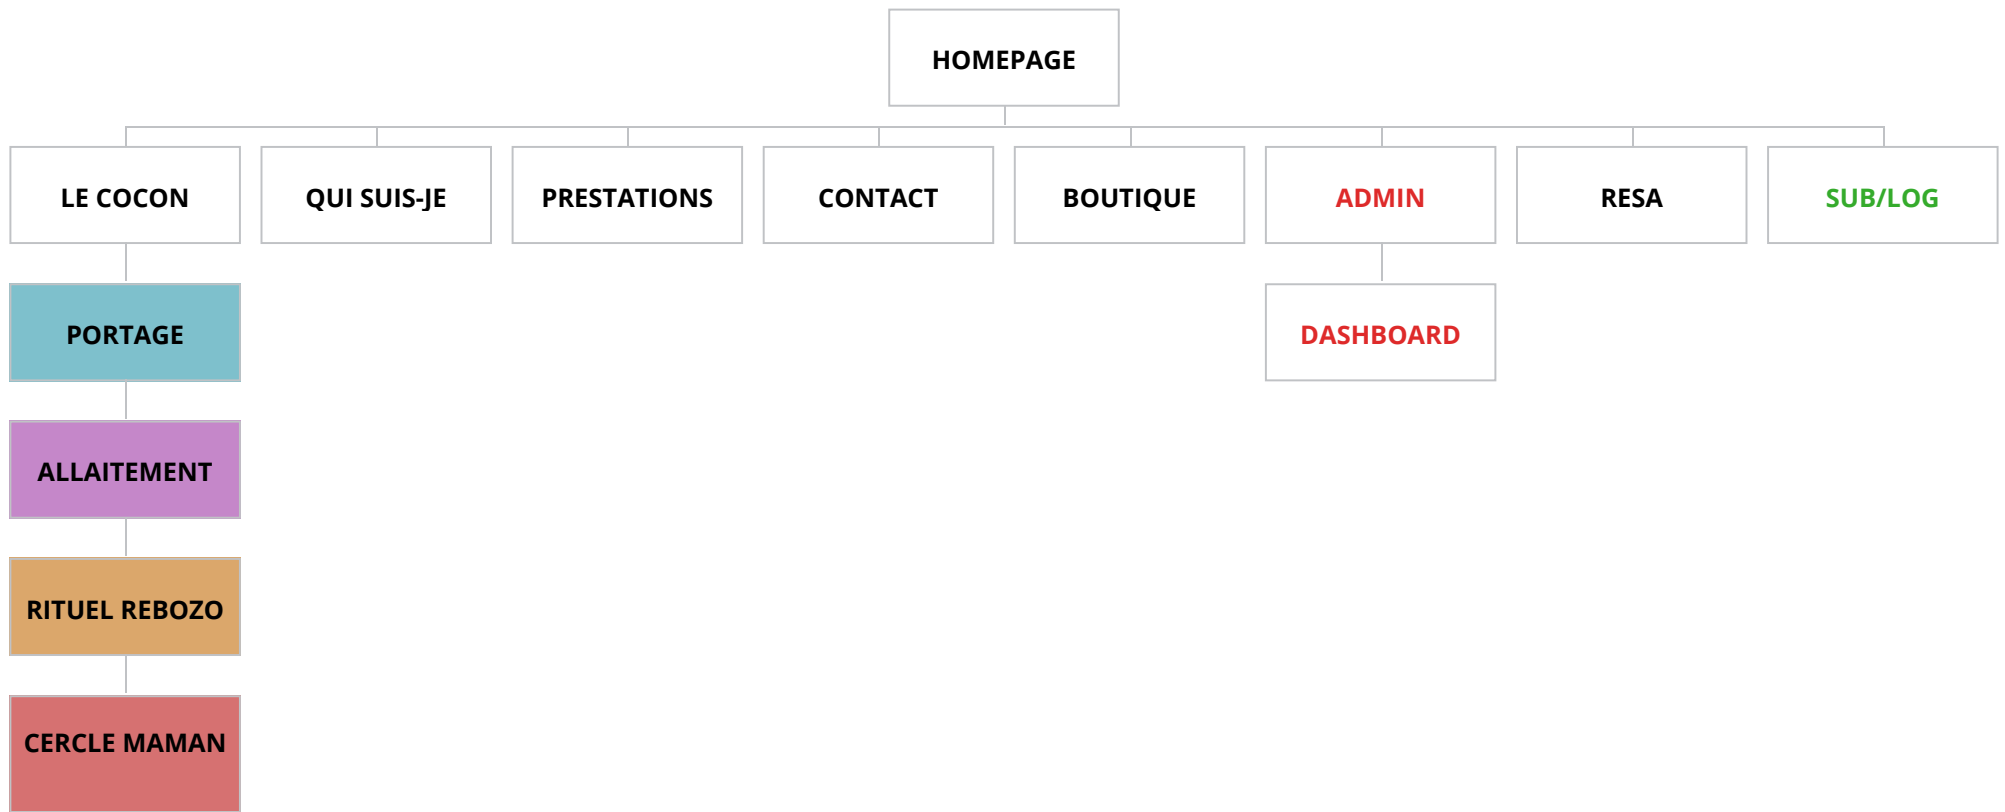 HOMEPAGE
LE COCON
QUI SUIS-JE
PRESTATIONS
CONTACT
BOUTIQUE
ADMIN
RESA
SUB/LOG
PORTAGE
DASHBOARD
ALLAITEMENT
RITUEL REBOZO
CERCLE MAMAN